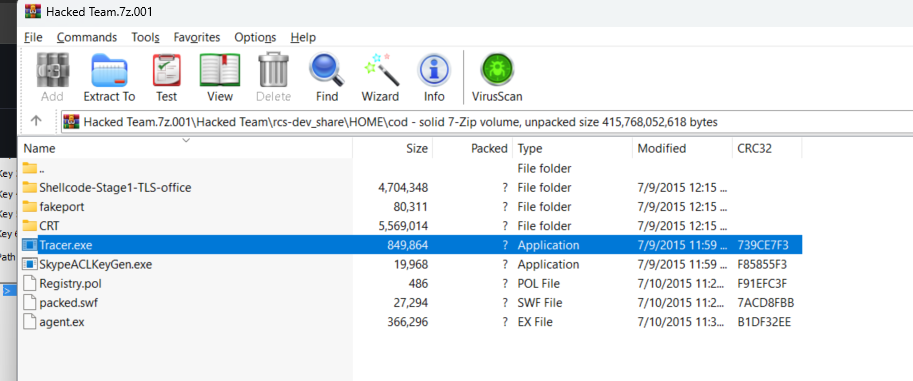 Hacked Team.7z.001
File Commands Tools Favorites Options Help
Add Extract To Test View Delete Find Wizard Info VirusScan
Hacked Team.7z.001\Hacked Team\rcs-dev_share\HOME\cod - solid 7-Zip volume, unpacked size 415,768,052,618 bytes
Name Size Packed Type Modified CRC32
.. File folder
Shellcode-Stage1-TLS-office 4,704,348 ? File folder 7/9/2015 12:15 ...
fakeport 80,311 ? File folder 7/9/2015 12:15 ...
CRT 5,569,014 ? File folder 7/9/2015 12:15 ...
Tracer.exe 849,864 ? Application 7/9/2015 11:59 ... 739CE7F3
SkypeACLKeyGen.exe 19,968 ? Application 7/9/2015 11:59 ... F85855F3
Registry.pol 486 ? POL File 7/10/2015 11:2... F91EFC3F
packed.swf 27,294 ? SWF File 7/10/2015 11:2... 7ACD8FBB
agent.ex 366,296 ? EX File 7/10/2015 11:3... B1DF32EE